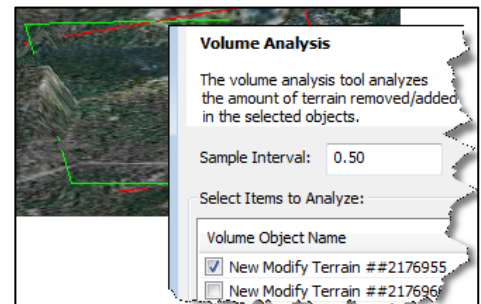 Volume Analysis
The volume analysis tool analyzes
the amount of terrain removed/added
in the selected objects.
Sample Interval: 0.50
Select Items to Analyze:
Volume Object Name
New Modify Terrain ##2176955
New Modify Terrain ##2176966